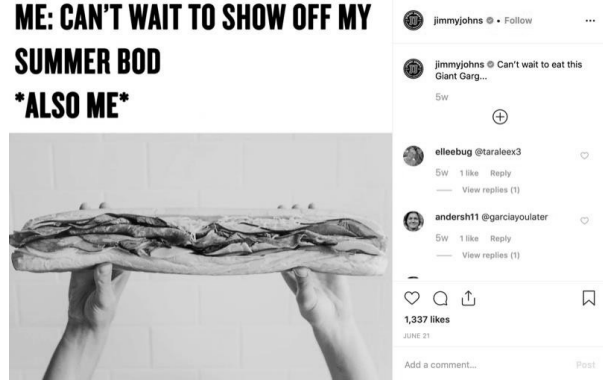 ME: CAN'T WAIT TO SHOW OFF MY
SUMMER BOD
*ALSO ME*
jimmyjohns • Follow
jimmyjohns Can't wait to eat this
Giant Garg...
5w
elleebug @taraleex3
5w 1 like Reply
View replies (1)
andersh11 @garciayoulater
5w 1 like Reply
View replies (1)
1,337 likes
JUNE 21
Add a comment...
Post